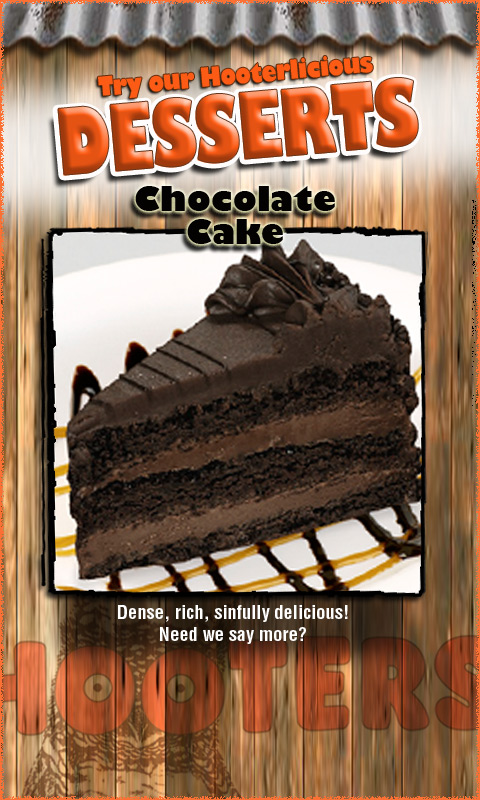 Try our Hooterlicious
DESSERTS
Chocolate
Cake
Dense, rich, sinfully delicious!
Need we say more?
HOOTERS